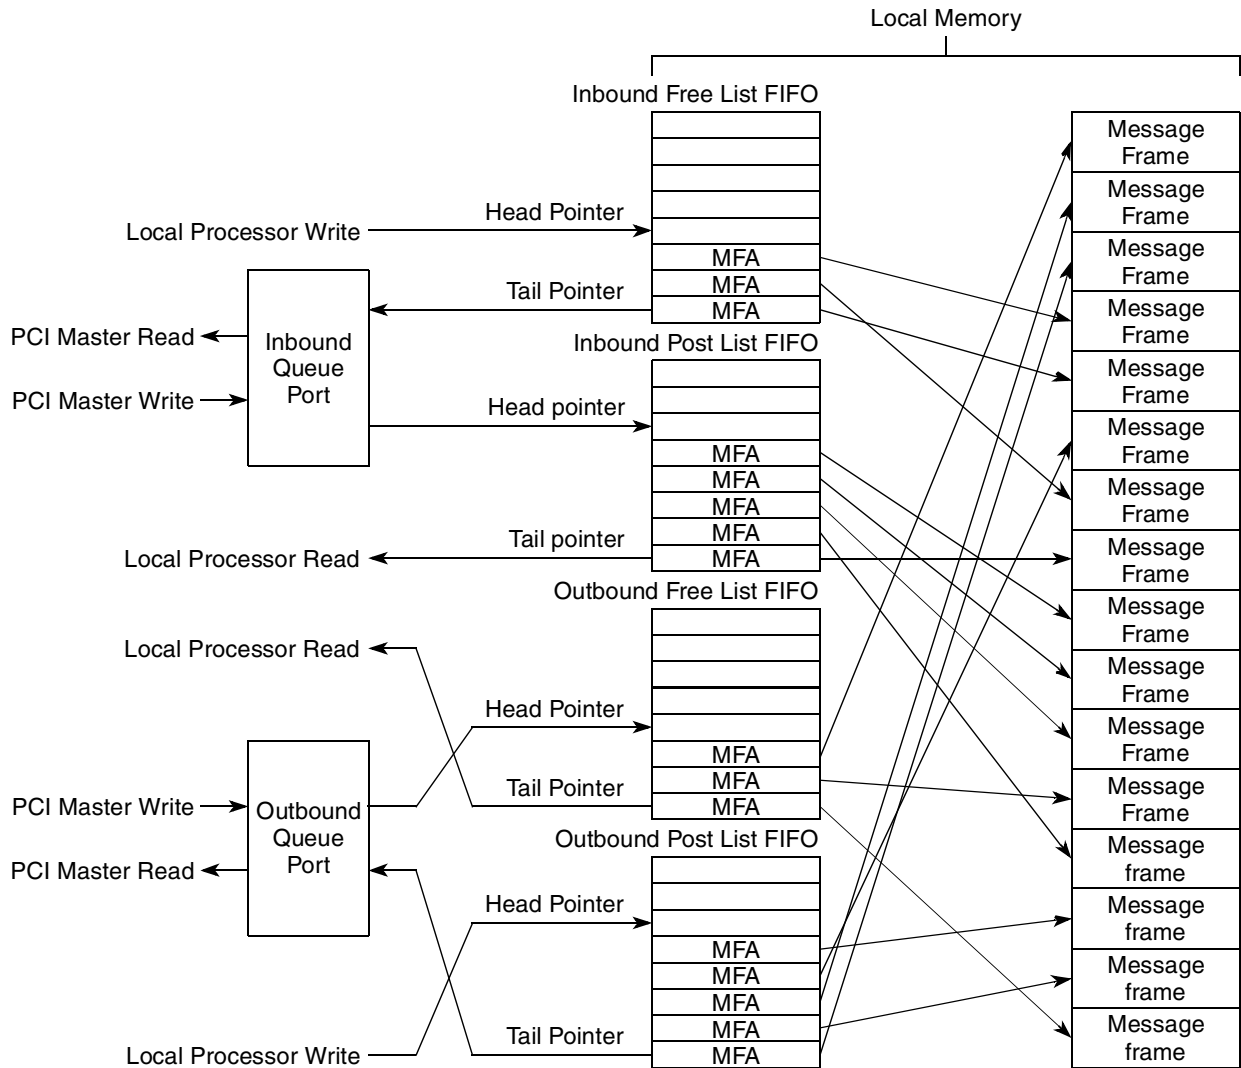 Local Memory
Inbound Free List FIFO
Head Pointer
Local Processor Write
MFA
MFA
MFA
Tail Pointer
PCI Master Read
PCI Master Write
Inbound
Queue
Port
Inbound Post List FIFO
Head pointer
MFA
MFA
MFA
MFA
MFA
Tail pointer
Local Processor Read
Outbound Free List FIFO
Local Processor Read
Head Pointer
MFA
MFA
MFA
Tail Pointer
PCI Master Write
PCI Master Read
Outbound
Queue
Port
Outbound Post List FIFO
Head Pointer
MFA
MFA
MFA
MFA
MFA
Tail Pointer
Local Processor Write
Message
Frame
Message
Frame
Message
Frame
Message
Frame
Message
Frame
Message
Frame
Message
Frame
Message
Frame
Message
Frame
Message
Frame
Message
Frame
Message
Frame
Message
frame
Message
frame
Message
frame
Message
frame